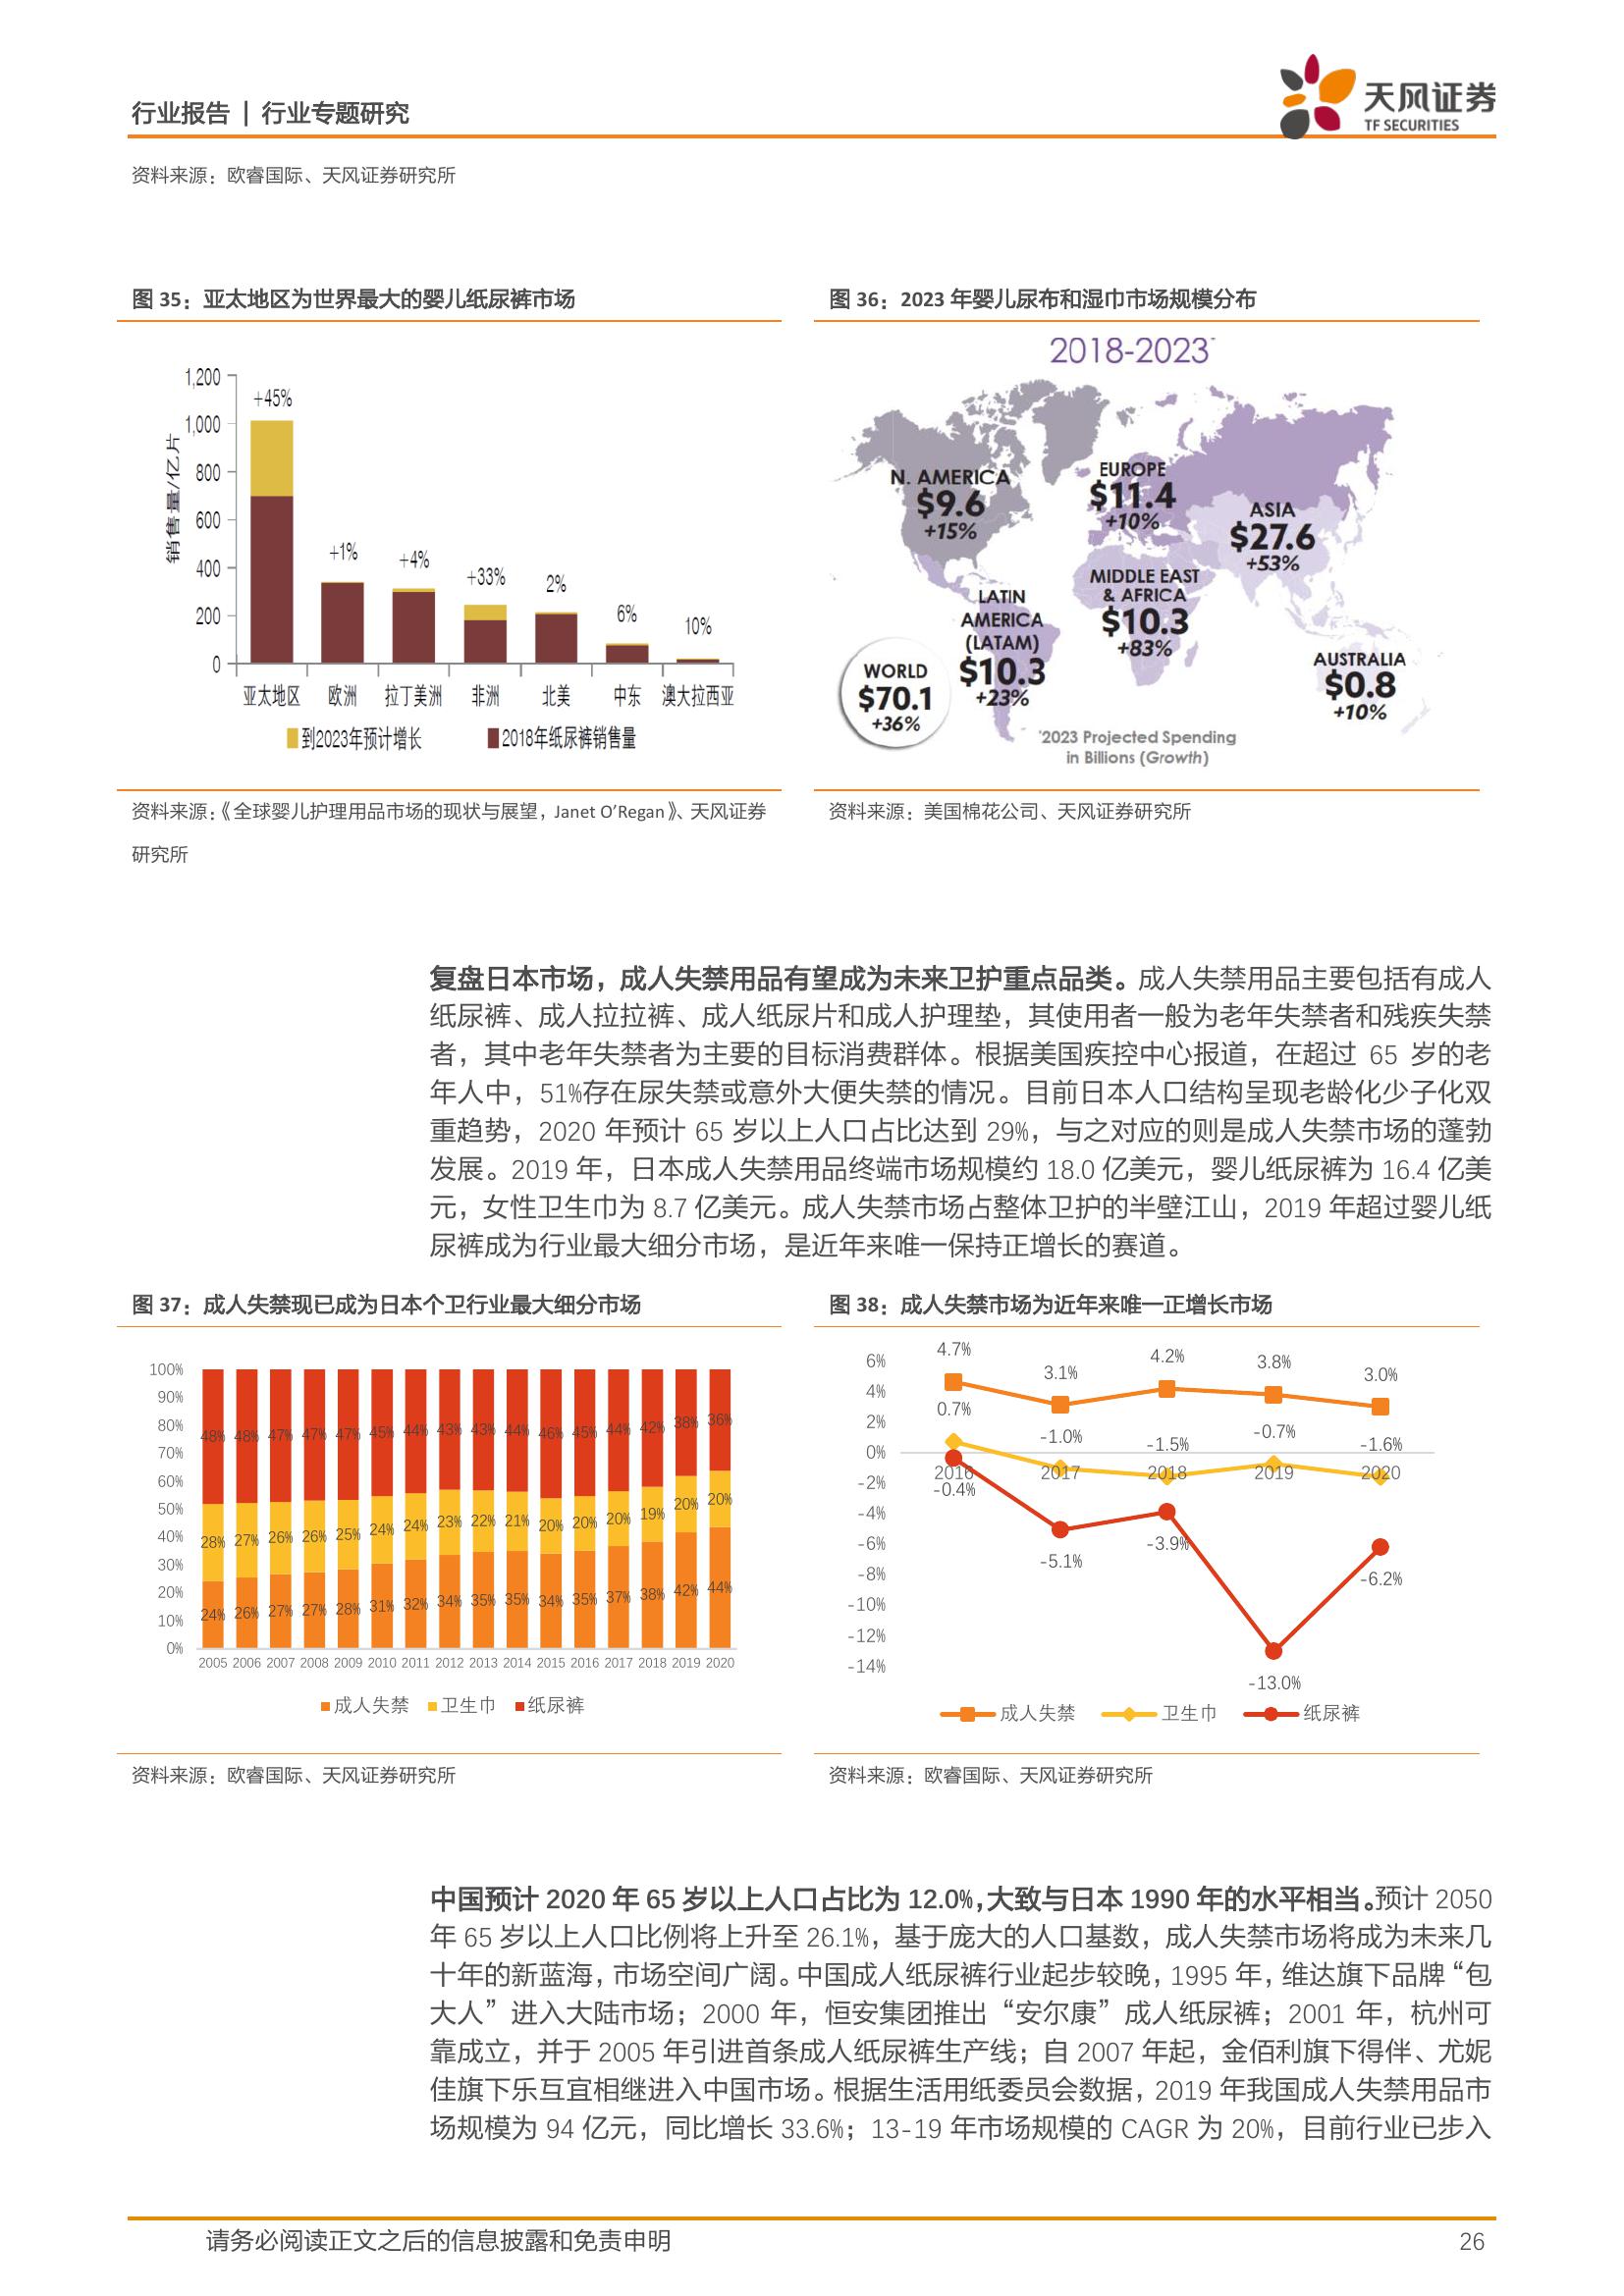 行业报告 | 行业专题研究
天风证券
TF SECURITIES
资料来源：欧睿国际、天风证券研究所
图 35：亚太地区为世界最大的婴儿纸尿裤市场
销售量/亿片
1,200
1,000
800
600
400
200
0
+45%
+1%
+4%
+33%
2%
6%
10%
亚太地区 欧洲 拉丁美洲 非洲 北美 中东 澳大拉西亚
到2023年预计增长 2018年纸尿裤销售量
资料来源：《全球婴儿护理用品市场的现状与展望，Janet O’Regan》、天风证券
研究所
图 36：2023 年婴儿尿布和湿巾市场规模分布
2018-2023*
N. AMERICA
$9.6
+15%
EUROPE
$11.4
+10%
ASIA
$27.6
+53%
MIDDLE EAST
& AFRICA
$10.3
+83%
LATIN
AMERICA
(LATAM)
$10.3
+23%
WORLD
$70.1
+36%
AUSTRALIA
$0.8
+10%
*2023 Projected Spending
in Billions (Growth)
资料来源：美国棉花公司、天风证券研究所
复盘日本市场，成人失禁用品有望成为未来卫护重点品类。成人失禁用品主要包括有成人
纸尿裤、成人拉拉裤、成人纸尿片和成人护理垫，其使用者一般为老年失禁者和残疾失禁
者，其中老年失禁者为主要的目标消费群体。根据美国疾控中心报道，在超过 65 岁的老
年人中，51%存在尿失禁或意外大便失禁的情况。目前日本人口结构呈现老龄化少子化双
重趋势，2020 年预计 65 岁以上人口占比达到 29%，与之对应的则是成人失禁市场的蓬勃
发展。2019 年，日本成人失禁用品终端市场规模约 18.0 亿美元，婴儿纸尿裤为 16.4 亿美
元，女性卫生巾为 8.7 亿美元。成人失禁市场占整体卫护的半壁江山，2019 年超过婴儿纸
尿裤成为行业最大细分市场，是近年来唯一保持正增长的赛道。
图 37：成人失禁现已成为日本个卫行业最大细分市场
100%
90%
80%
70%
60%
50%
40%
30%
20%
10%
0%
48% 48% 47% 47% 47% 45% 44% 43% 43% 44% 46% 45% 44% 42% 38% 36%
28% 27% 26% 26% 25% 24% 24% 23% 22% 21% 20% 20% 20% 19% 20% 20%
24% 26% 27% 27% 28% 31% 32% 34% 35% 35% 34% 35% 37% 38% 42% 44%
2005 2006 2007 2008 2009 2010 2011 2012 2013 2014 2015 2016 2017 2018 2019 2020
成人失禁 卫生巾 纸尿裤
资料来源：欧睿国际、天风证券研究所
图 38：成人失禁市场为近年来唯一正增长市场
6%
4%
2%
0%
-2%
-4%
-6%
-8%
-10%
-12%
-14%
4.7% 3.1% 4.2% 3.8% 3.0%
0.7% -1.0% -1.5% -0.7% -1.6%
2016 2017 2018 2019 2020
-0.4% -5.1% -3.9% -13.0% -6.2%
成人失禁 卫生巾 纸尿裤
资料来源：欧睿国际、天风证券研究所
中国预计 2020 年 65 岁以上人口占比为 12.0%，大致与日本 1990 年的水平相当。预计 2050
年 65 岁以上人口比例将上升至 26.1%，基于庞大的人口基数，成人失禁市场将成为未来几
十年的新蓝海，市场空间广阔。中国成人纸尿裤行业起步较晚，1995 年，维达旗下品牌“包
大人”进入大陆市场；2000 年，恒安集团推出“安尔康”成人纸尿裤；2001 年，杭州可
靠成立，并于 2005 年引进首条成人纸尿裤生产线；自 2007 年起，金佰利旗下得伴、尤妮
佳旗下乐互宜相继进入中国市场。根据生活用纸委员会数据，2019 年我国成人失禁用品市
场规模为 94 亿元，同比增长 33.6%；13-19 年市场规模的 CAGR 为 20%，目前行业已步入
请务必阅读正文之后的信息披露和免责申明
26